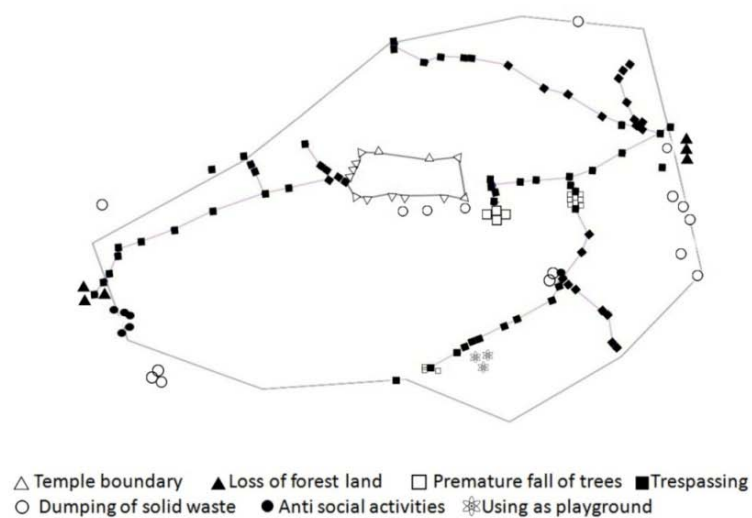 Temple boundary Loss of forest land Premature fall of trees Trespassing
Dumping of solid waste Anti social activities Using as playground